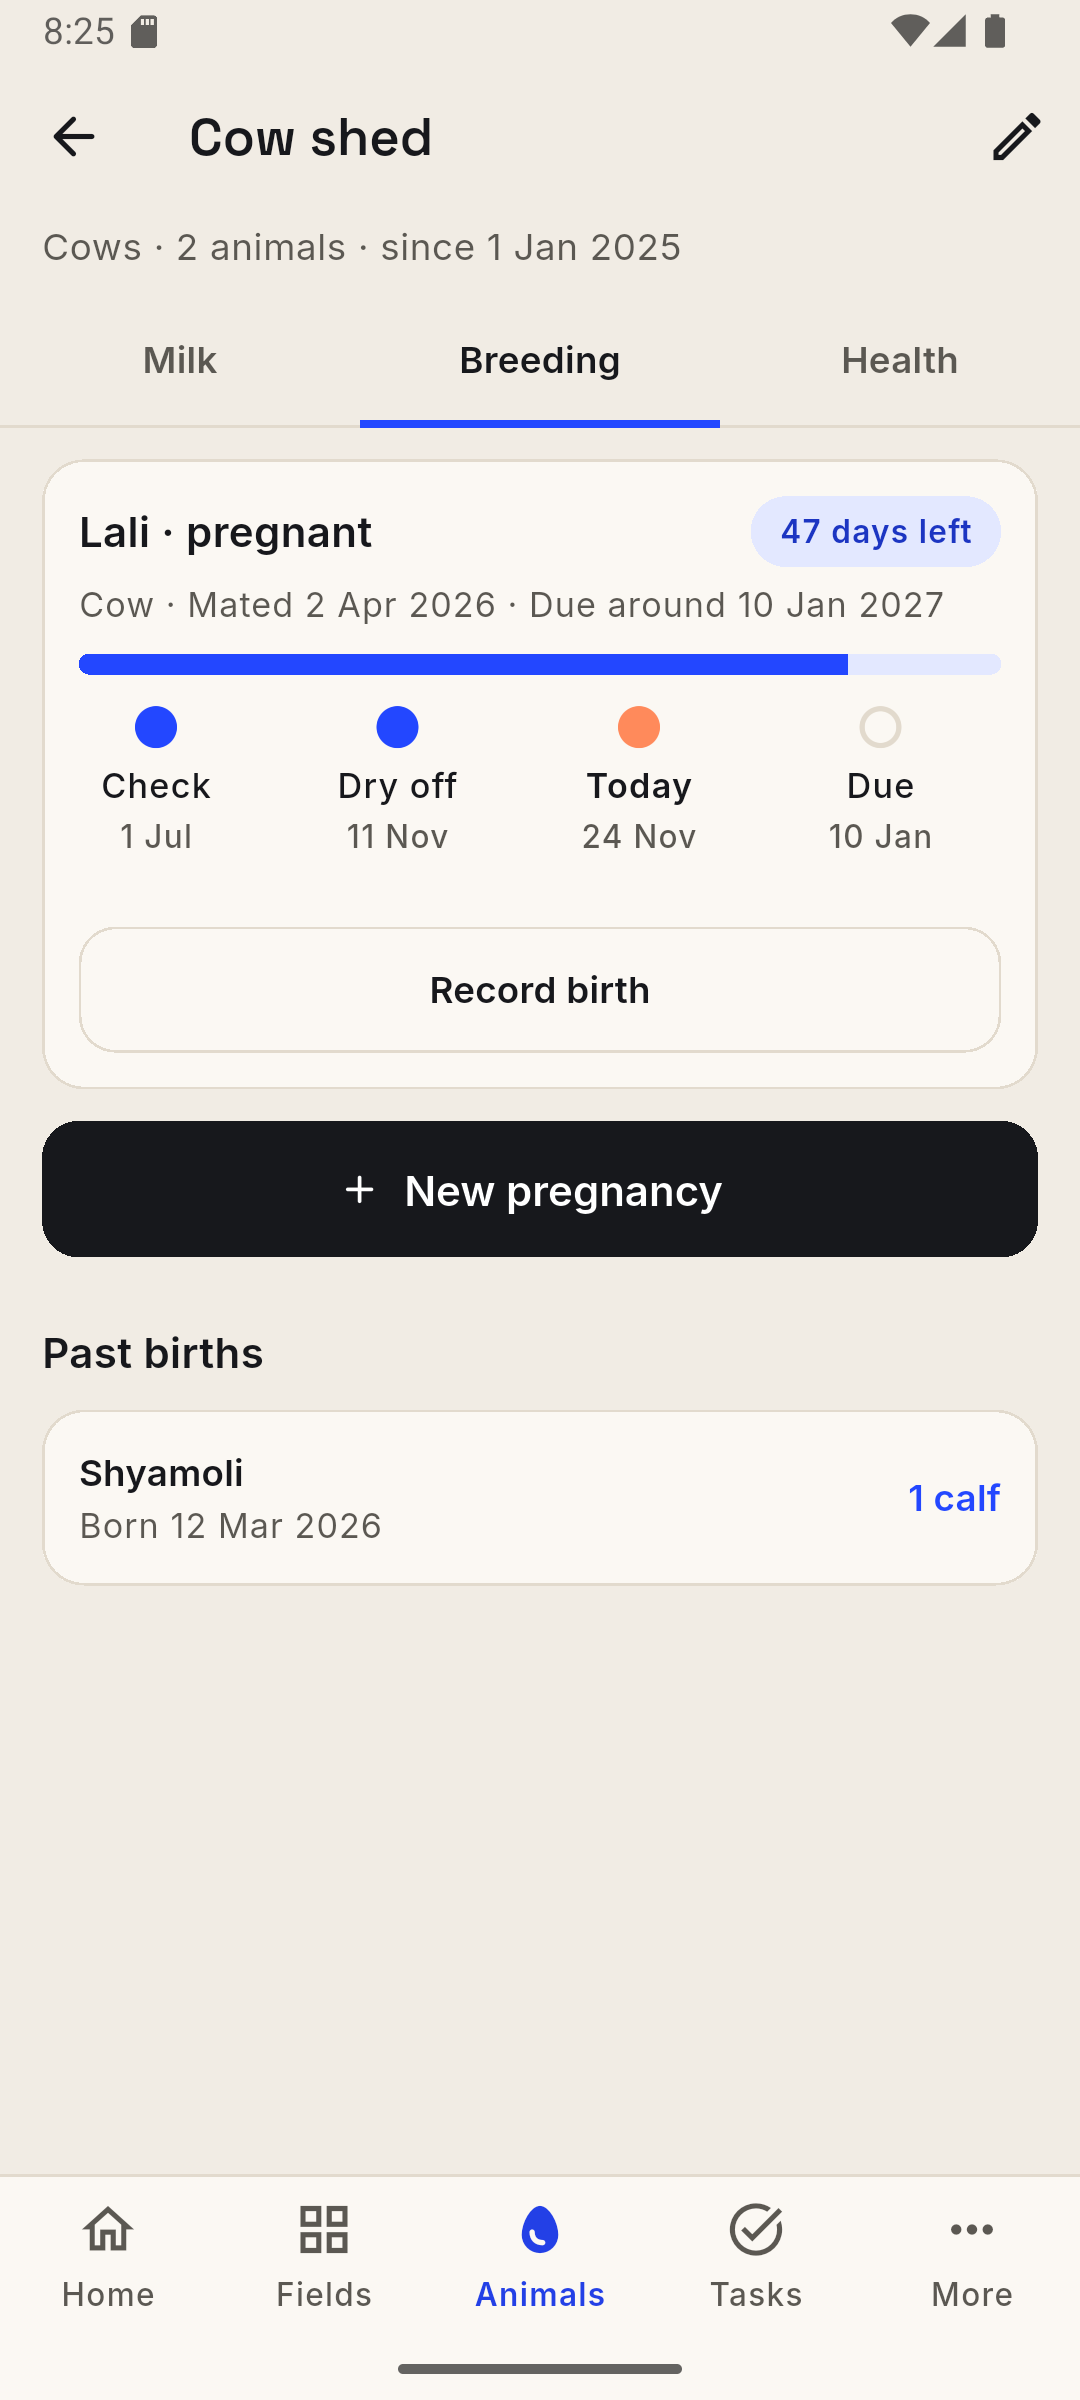 8:25
Cow shed
Cows · 2 animals · since 1 Jan 2025
Milk Breeding Health
Lali · pregnant 47 days left
Cow · Mated 2 Apr 2026 · Due around 10 Jan 2027
Check Dry off Today Due
1 Jul 11 Nov 24 Nov 10 Jan
Record birth
+ New pregnancy
Past births
Shyamoli
1 calf
Born 12 Mar 2026
Home Fields Animals Tasks More